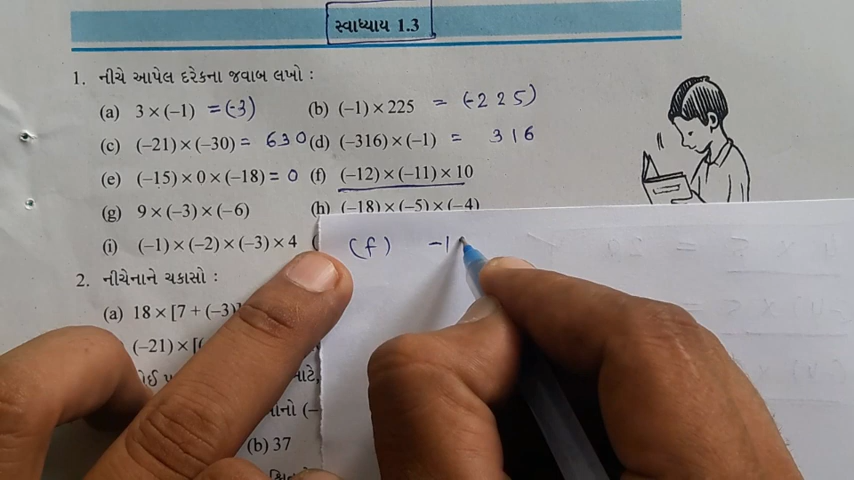 સ્વાધ્યાય 1.3
1. નીચે આપેલ દરેકના જવાબ લખો :
(a) 3 × (–1) = (-3) (b) (–1) × 225 = (-225)
(c) (–21) × (–30) = 630 (d) (–316) × (–1) = 316
(e) (–15) × 0 × (–18) = 0 (f) (–12) × (–11) × 10
(g) 9 × (–3) × (–6) (h) (–18) × (–5) × (–4)
(i) (–1) × (–2) × (–3) × 4 (f) -1
2. નીચેનાને ચકાસો :
(a) 18 × [7 + (–3)]
(–21) × [(
(b) 37